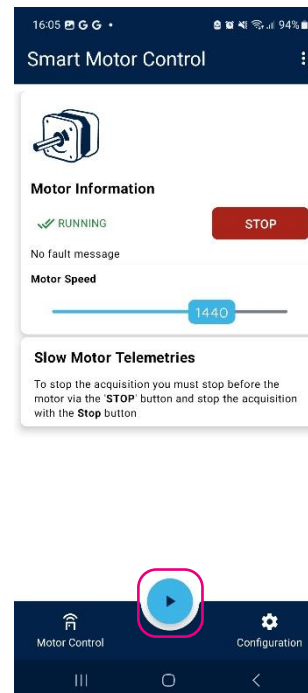 16:05 G G •
94%
Smart Motor Control
Motor Information
RUNNING
STOP
No fault message
Motor Speed
1440
Slow Motor Telemetries
To stop the acquisition you must stop before the
motor via the 'STOP' button and stop the acquisition
with the Stop button
Motor Control
Configuration